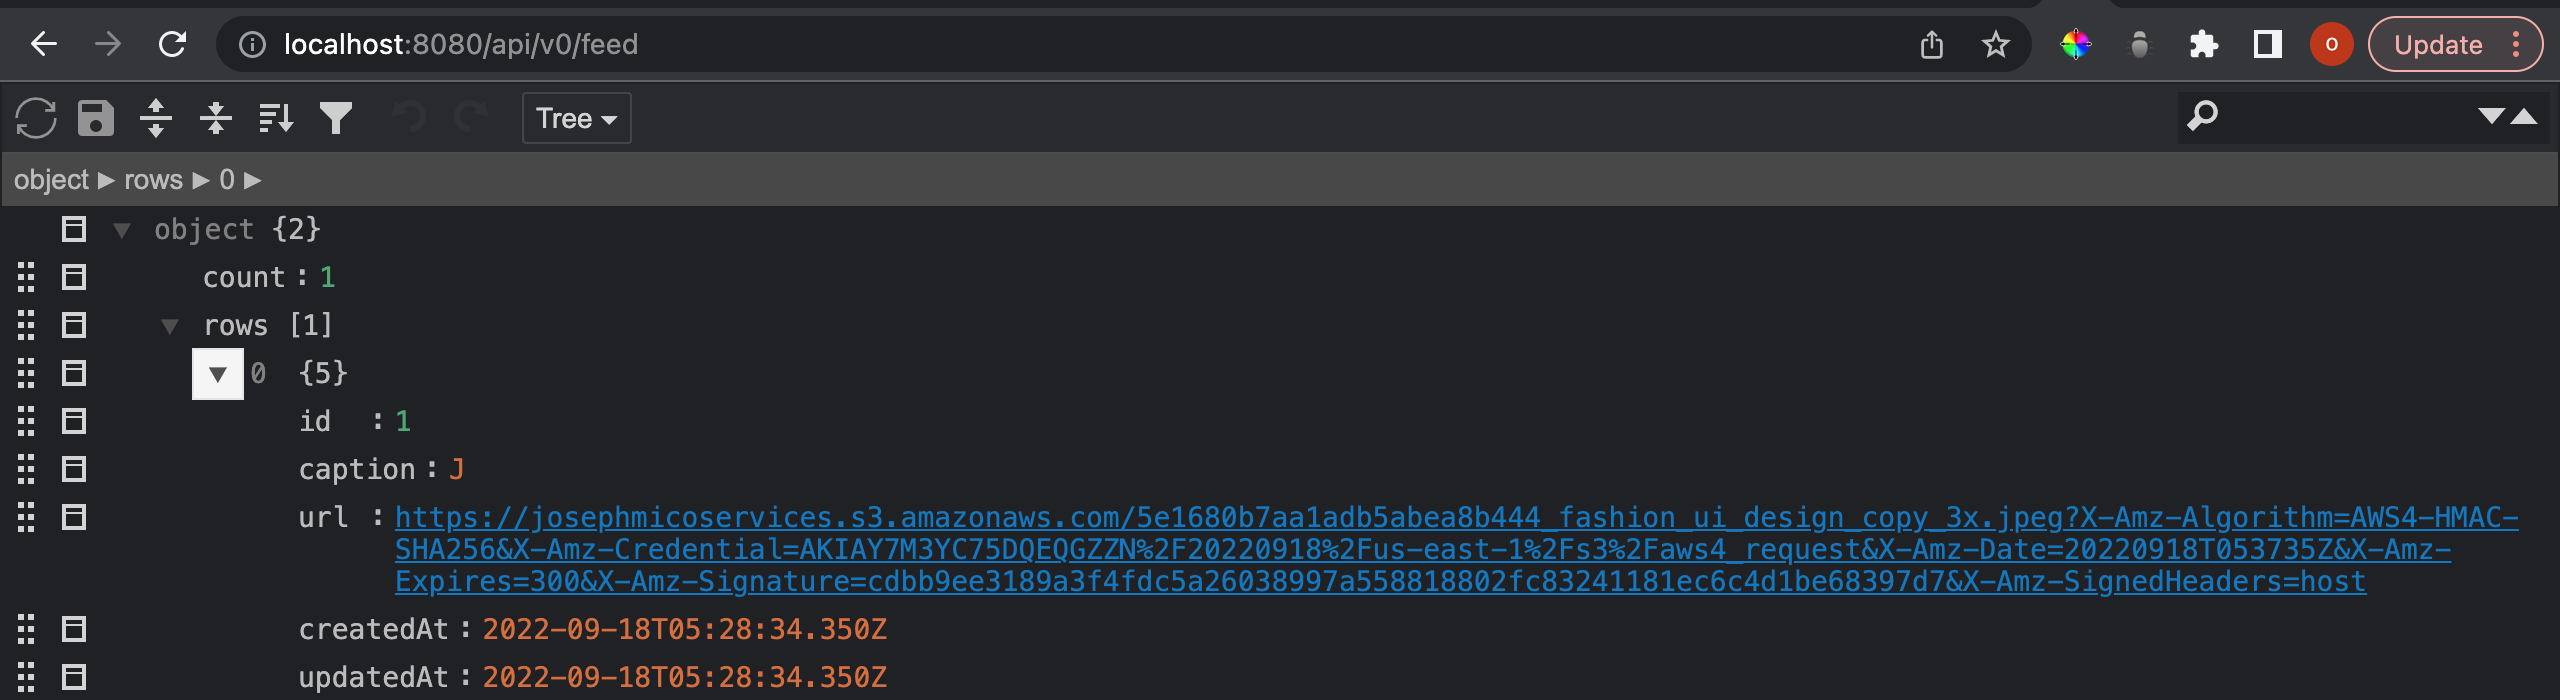 localhost:8080/api/v0/feed
O
Update
Tree
object ► rows ► 0 ►
object {2}
count : 1
rows [1]
0 {5}
id : 1
caption : J
url : https://josephmicoservices.s3.amazonaws.com/5e1680b7aa1adb5abea8b444_fashion_ui_design_copy_3x.jpeg?X-Amz-Algorithm=AWS4-HMAC-
SHA256&X-Amz-Credential=AKIAY7M3YC75DQEQGZZN%2F20220918%2Fus-east-1%2Fs3%2Faws4_request&X-Amz-Date=20220918T053735Z&X-Amz-
Expires=300&X-Amz-Signature=cdbb9ee3189a3f4fdc5a26038997a558818802fc83241181ec6c4d1be68397d7&X-Amz-SignedHeaders=host
createdAt : 2022-09-18T05:28:34.350Z
updatedAt : 2022-09-18T05:28:34.350Z